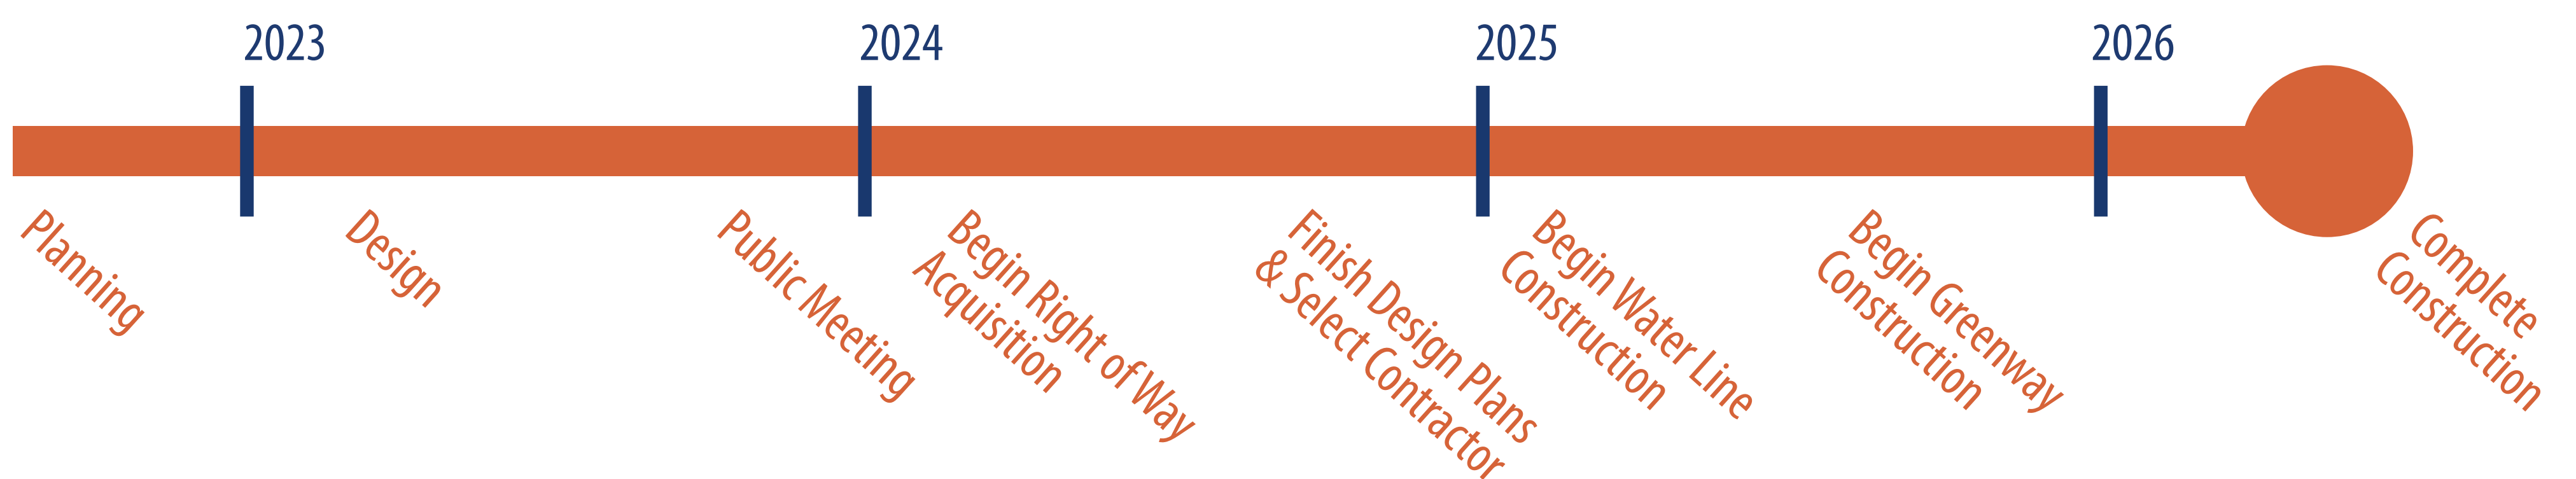 2023
2024
2025
2026
Planning
Design
Public Meeting
Begin Right of Way
Acquisition
Finish Design Plans
& Select Contractor
Begin Water Line
Construction
Begin Greenway
Construction
Complete
Construction